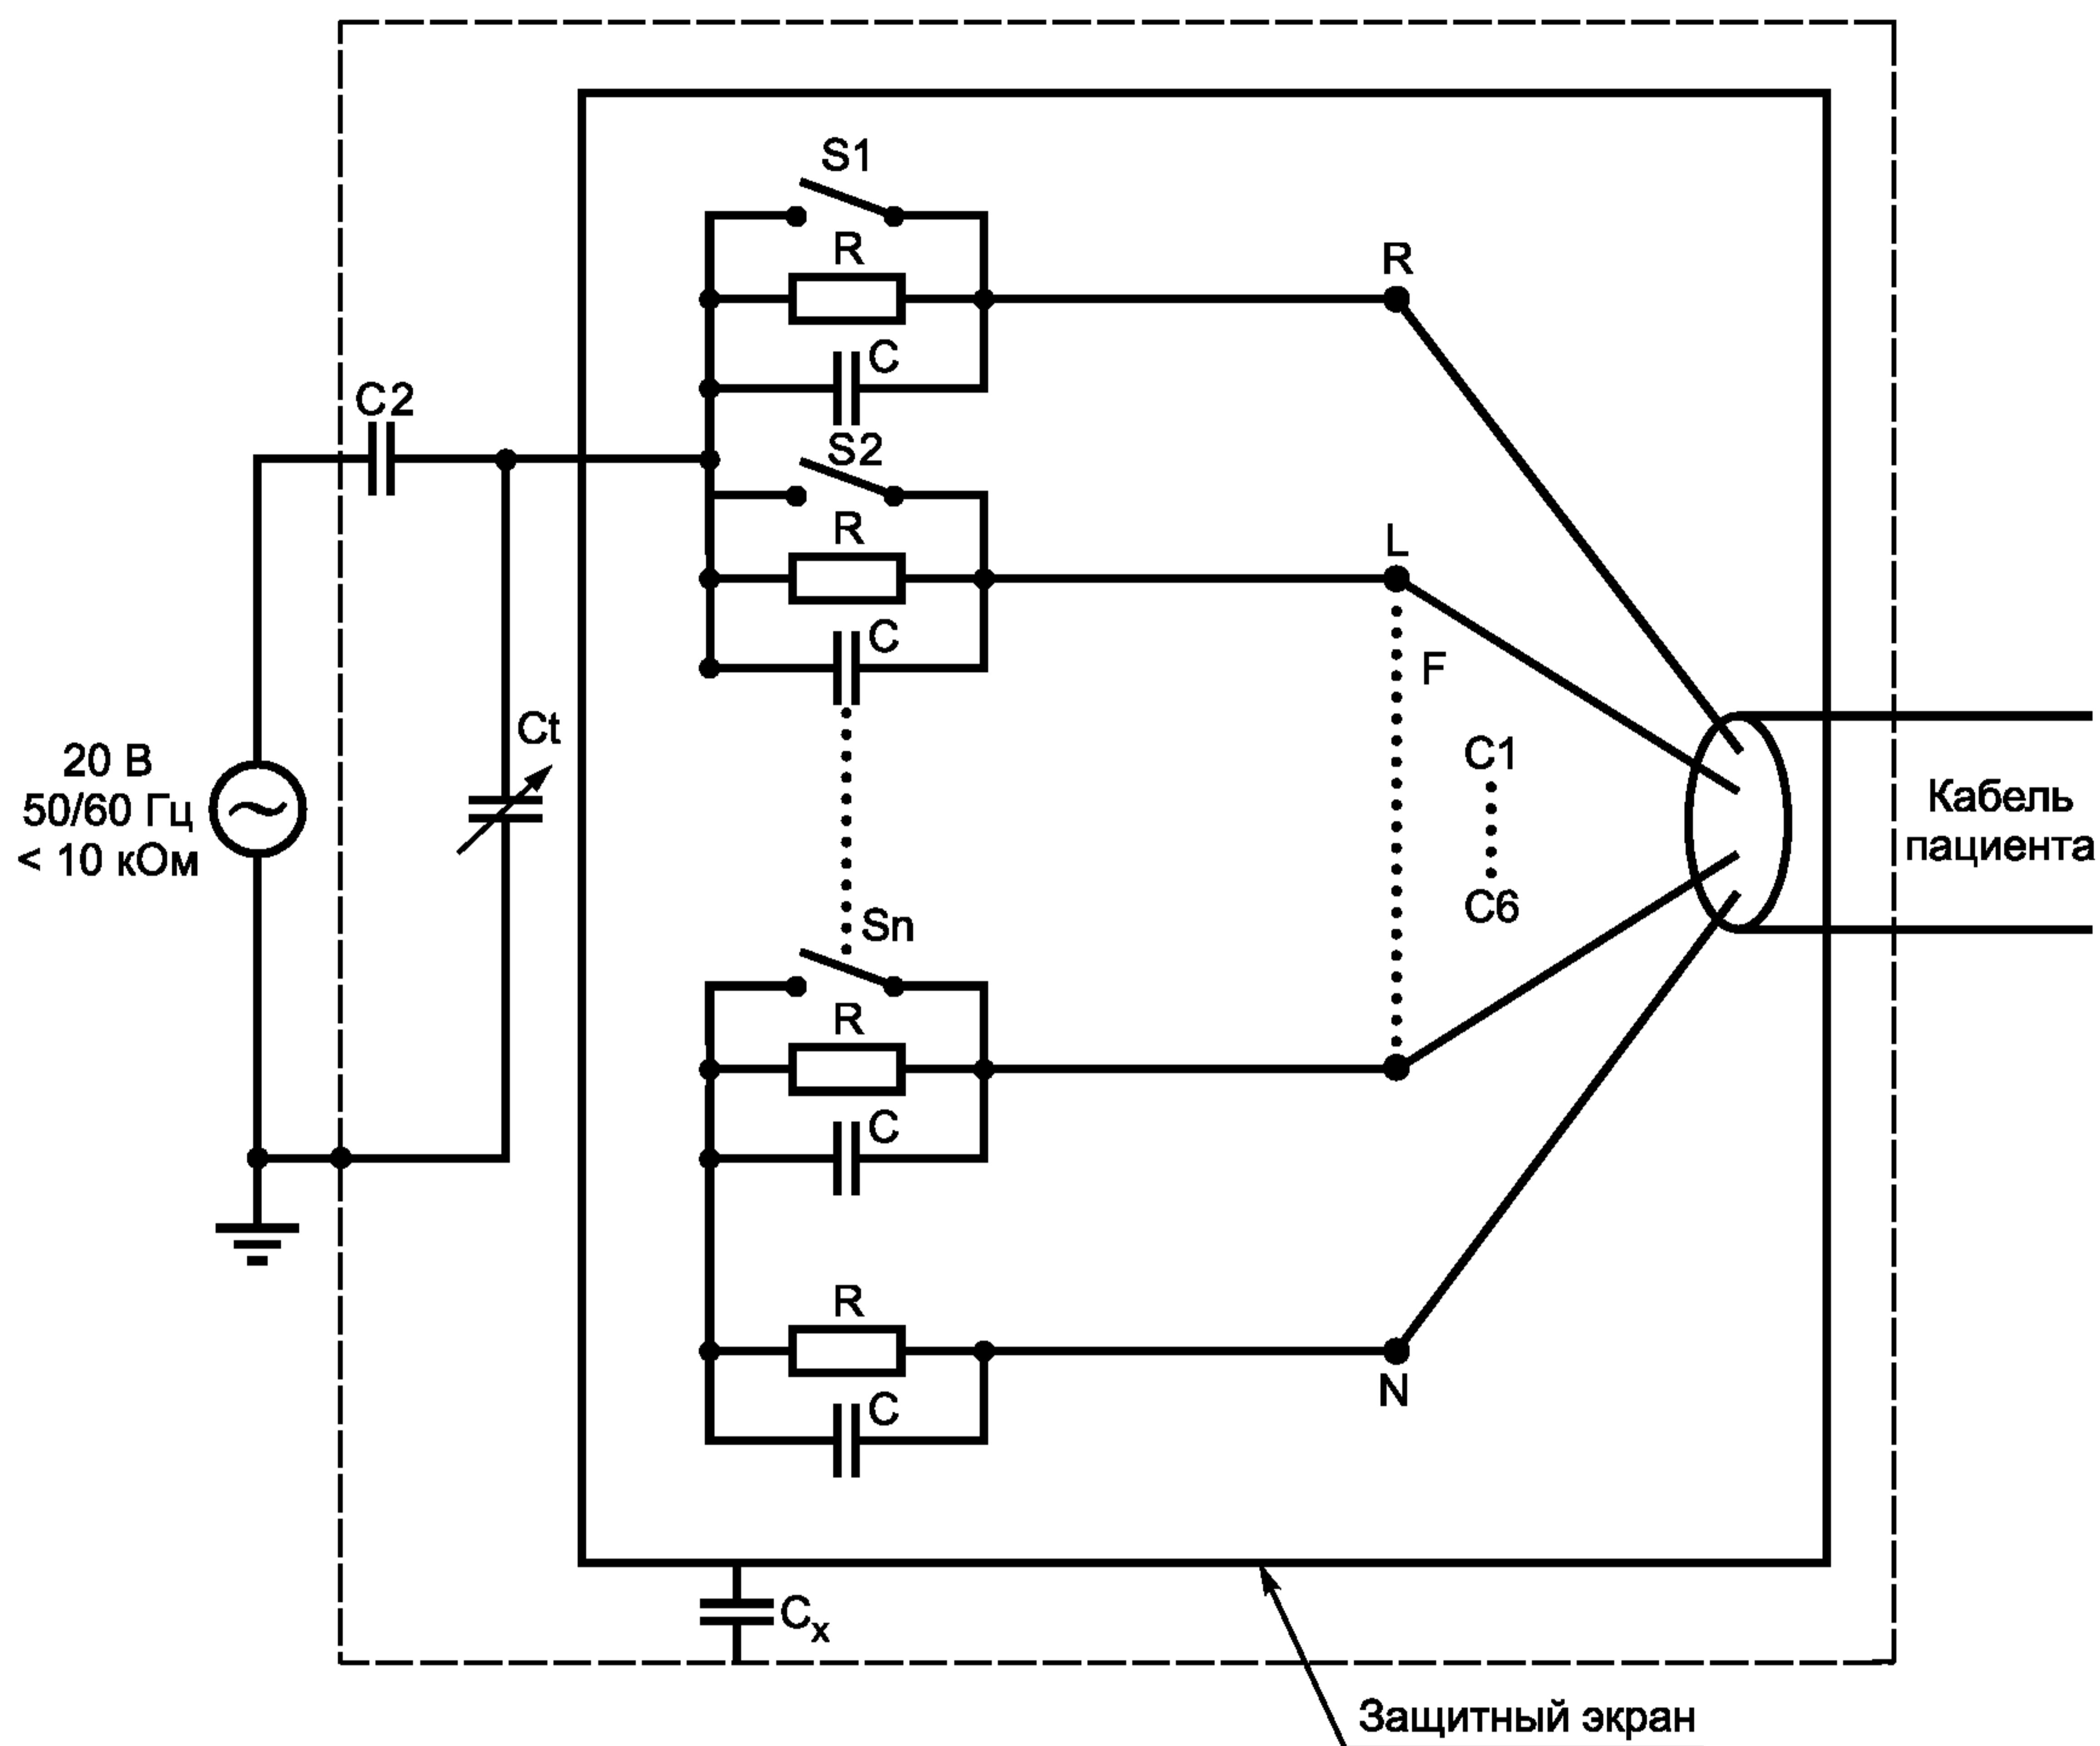 S1
R
R
C
C2
S2
R
L
C
F
Ct
C1
20 В
50/60 Гц
< 10 кОм
Кабель
пациента
C6
Sn
R
C
R
N
C
Cx
Защитный экран